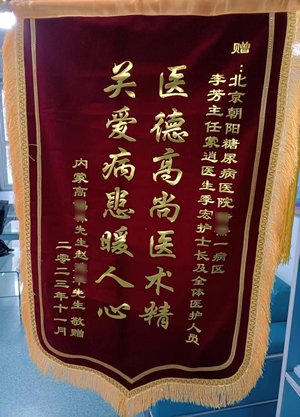 赠:北京朝阳糖尿病医院一病区
李芳主任蒙逍医生季宏护士长及全体医护人员
医德高尚医术精
关爱病患暖人心
内蒙高先生赵先生敬赠
二零二三年十一月